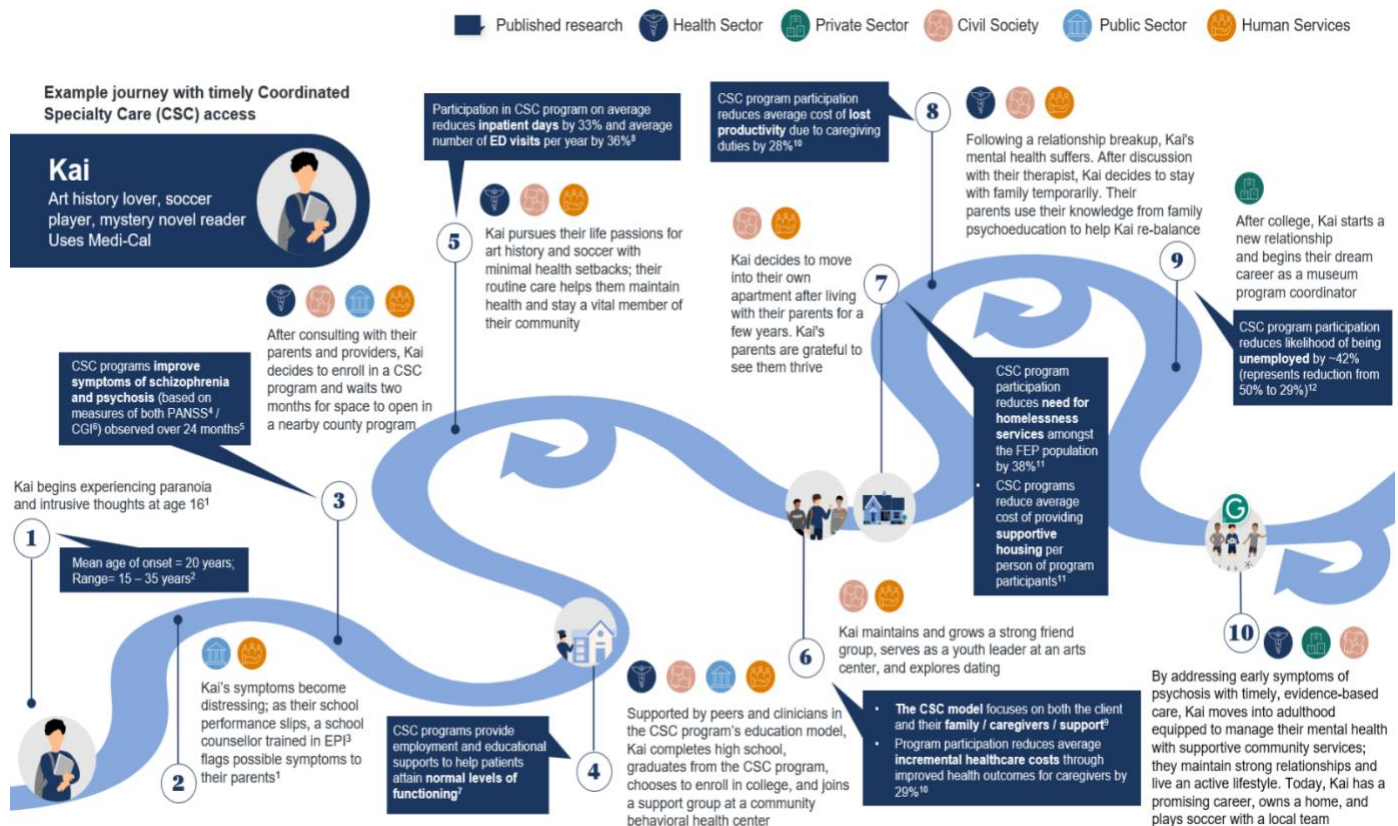 Published research
Health Sector
Private Sector
Civil Society
Public Sector
Human Services
Example journey with timely Coordinated
Specialty Care (CSC) access
Kai
Art history lover, soccer
player, mystery novel reader
Uses Medi-Cal
Kai begins experiencing paranoia
and intrusive thoughts at age 16¹
1
Mean age of onset = 20 years;
Range= 15 – 35 years²
2
Kai's symptoms become
distressing; as their school
performance slips, a school
counsellor trained in EPI³
flags possible symptoms to
their parents¹
CSC programs improve
symptoms of schizophrenia
and psychosis (based on
measures of both PANSS⁴ /
CGI⁶) observed over 24 months⁵
3
After consulting with their
parents and providers, Kai
decides to enroll in a CSC
program and waits two
months for space to open in
a nearby county program
CSC programs provide
employment and educational
supports to help patients
attain normal levels of
functioning⁷
4
Supported by peers and clinicians in
the CSC program's education model,
Kai completes high school,
graduates from the CSC program,
chooses to enroll in college, and joins
a support group at a community
behavioral health center
Participation in CSC program on average
reduces inpatient days by 33% and average
number of ED visits per year by 36%⁸
5
Kai pursues their life passions for
art history and soccer with
minimal health setbacks; their
routine care helps them maintain
health and stay a vital member of
their community
6
Kai maintains and grows a strong friend
group, serves as a youth leader at an arts
center, and explores dating
• The CSC model focuses on both the client
and their family / caregivers / support⁹
• Program participation reduces average
incremental healthcare costs through
improved health outcomes for caregivers by
29%¹⁰
Kai decides to move
into their own
apartment after living
with their parents for a
few years. Kai's
parents are grateful to
see them thrive
7
CSC program
participation
reduces need for
homelessness
services amongst
the FEP population
by 38%¹¹
• CSC programs
reduce average
cost of providing
supportive
housing per
person of program
participants¹¹
CSC program participation
reduces average cost of lost
productivity due to caregiving
duties by 28%¹⁰
8
Following a relationship breakup, Kai's
mental health suffers. After discussion
with their therapist, Kai decides to stay
with family temporarily. Their
parents use their knowledge from family
psychoeducation to help Kai re-balance
9
After college, Kai starts a
new relationship
and begins their dream
career as a museum
program coordinator
CSC program participation
reduces likelihood of being
unemployed by ~42%
(represents reduction from
50% to 29%)¹²
G
10
By addressing early symptoms of
psychosis with timely, evidence-based
care, Kai moves into adulthood
equipped to manage their mental health
with supportive community services;
they maintain strong relationships and
live an active lifestyle. Today, Kai has a
promising career, owns a home, and
plays soccer with a local team